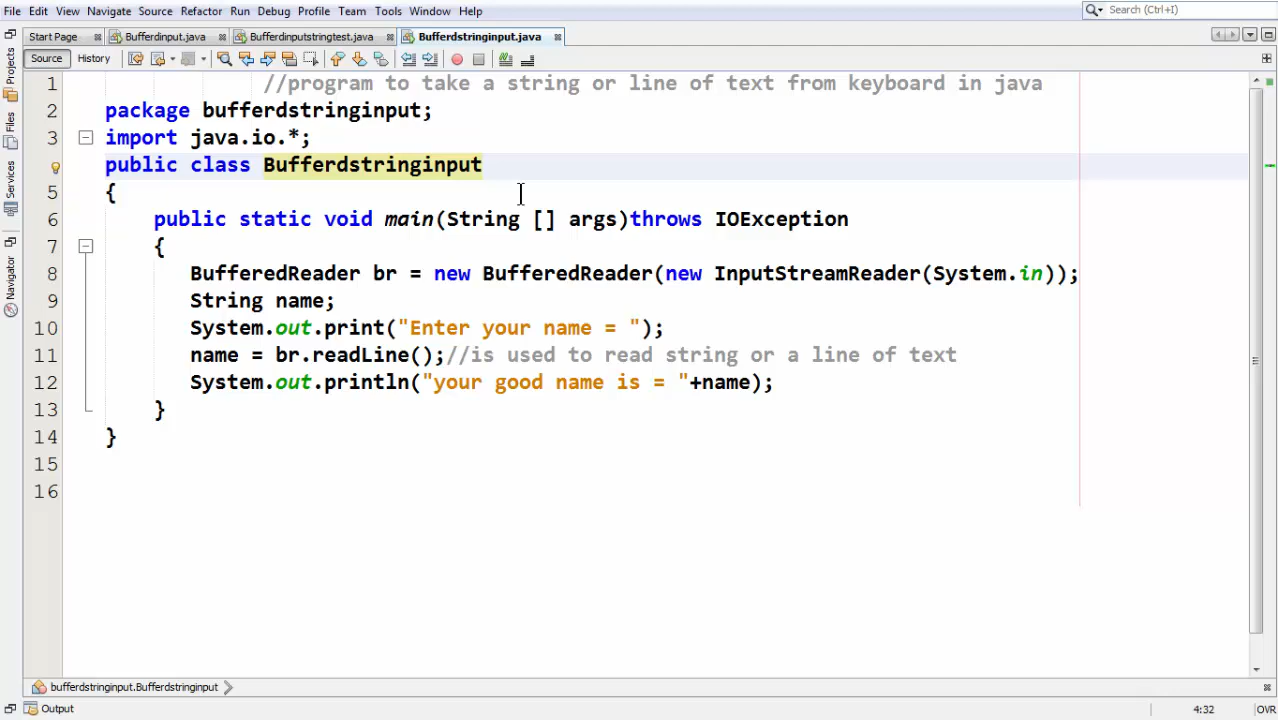 File Edit View Navigate Source Refactor Run Debug Profile Team Tools Window Help
Search (Ctrl+I)
Start Page Bufferdinput.java Bufferdinputstringtest.java Bufferdstringinput.java
Source History
Projects
Files
Services
Navigator
1 //program to take a string or line of text from keyboard in java
2 package bufferdstringinput;
3 import java.io.*;
public class Bufferdstringinput
5 {
6 public static void main(String [] args)throws IOException
7 {
8 BufferedReader br = new BufferedReader(new InputStreamReader(System.in));
9 String name;
10 System.out.print("Enter your name = ");
11 name = br.readLine();//is used to read string or a line of text
12 System.out.println("your good name is = "+name);
13 }
14 }
15
16
bufferdstringinput.Bufferdstringinput
Output
4:32 OVR